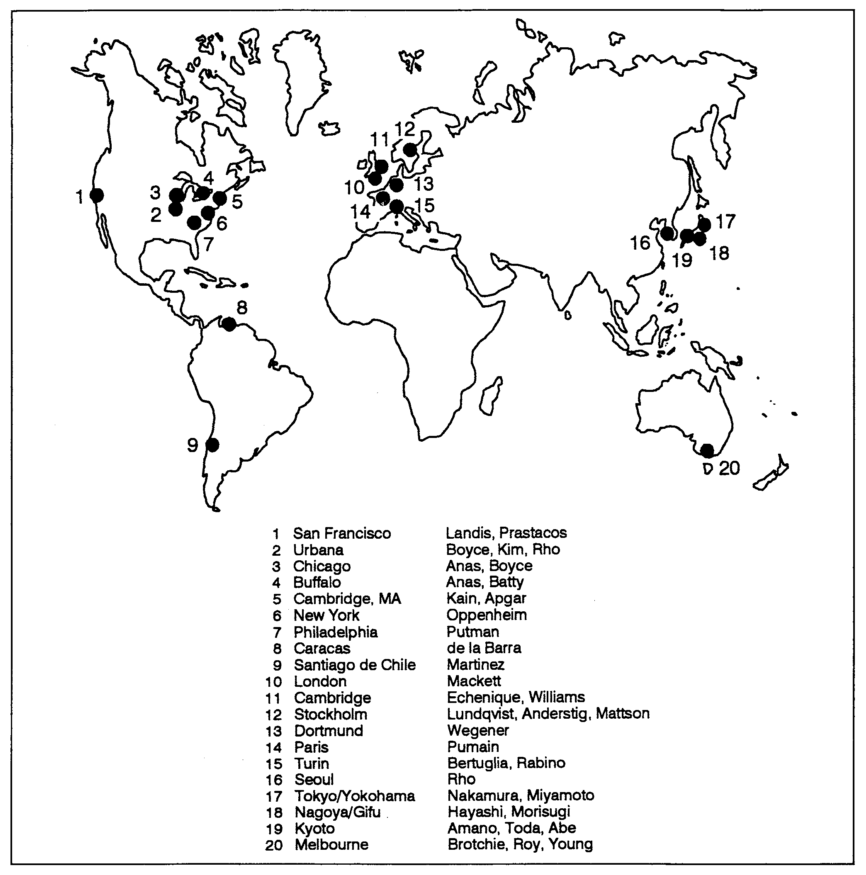 12
11
1
3
4
10
13
5
2
6
14
15
17
7
16
19
18
8
9
20
1 San Francisco Landis, Prastacos
2 Urbana Boyce, Kim, Rho
3 Chicago Anas, Boyce
4 Buffalo Anas, Batty
5 Cambridge, MA Kain, Apgar
6 New York Oppenheim
7 Philadelphia Putman
8 Caracas de la Barra
9 Santiago de Chile Martinez
10 London Mackett
11 Cambridge Echenique, Williams
12 Stockholm Lundqvist, Anderstig, Mattson
13 Dortmund Wegener
14 Paris Pumain
15 Turin Bertuglia, Rabino
16 Seoul Rho
17 Tokyo/Yokohama Nakamura, Miyamoto
18 Nagoya/Gifu Hayashi, Morisugi
19 Kyoto Amano, Toda, Abe
20 Melbourne Brotchie, Roy, Young